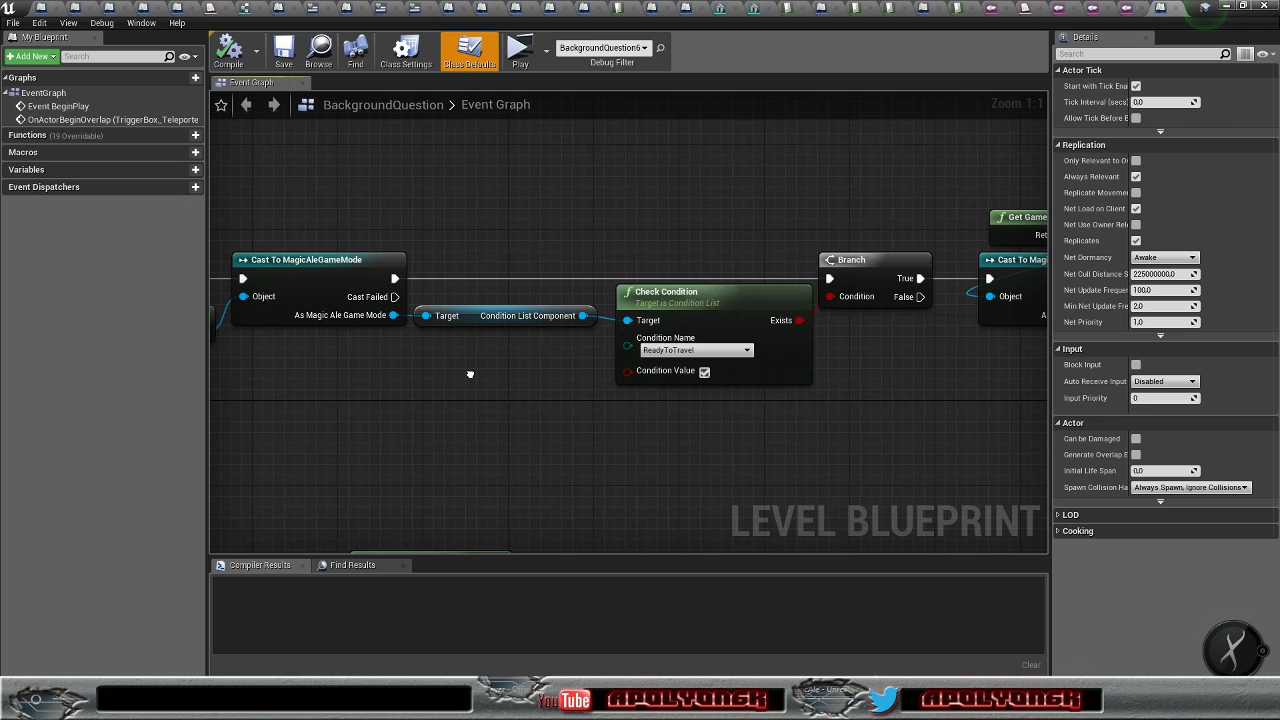 File Edit View Debug Window Help
My Blueprint
Add New Search
Graphs
EventGraph
Event BeginPlay
OnActorBeginOverlap (TriggerBox_Teleporte
Functions (19 Overridable)
Macros
Variables
Event Dispatchers
Compile Save Browse Find Class Settings Class Defaults Play
BackgroundQuestion6
Debug Filter
Event Graph
BackgroundQuestion > Event Graph
Zoom 1:1
Cast To MagicAleGameMode
Object
Cast Failed
As Magic Ale Game Mode
Target Condition List Component
Check Condition
Target is Condition List
Target Exists
Condition Name
ReadyToTravel
Condition Value
Branch
True
Condition False
Get Game
Ret
Cast To Mag
Object
A
LEVEL BLUEPRINT
Compiler Results Find Results
Clear
Details
Search
Actor Tick
Start with Tick Ena
Tick Interval (secs 0.0
Allow Tick Before B
Replication
Only Relevant to O
Always Relevant
Replicate Movemen
Net Load on Client
Net Use Owner Rel
Replicates
Net Dormancy Awake
Net Cull Distance S 225000000.0
Net Update Frequen 100.0
Min Net Update Fre 2.0
Net Priority 1.0
Input
Block Input
Auto Receive Input Disabled
Input Priority 0
Actor
Can be Damaged
Generate Overlap E
Initial Life Span 0.0
Spawn Collision Ha Always Spawn, Ignore Collisions
LOD
Cooking
YouTube APOLYONGK APOLYONGK